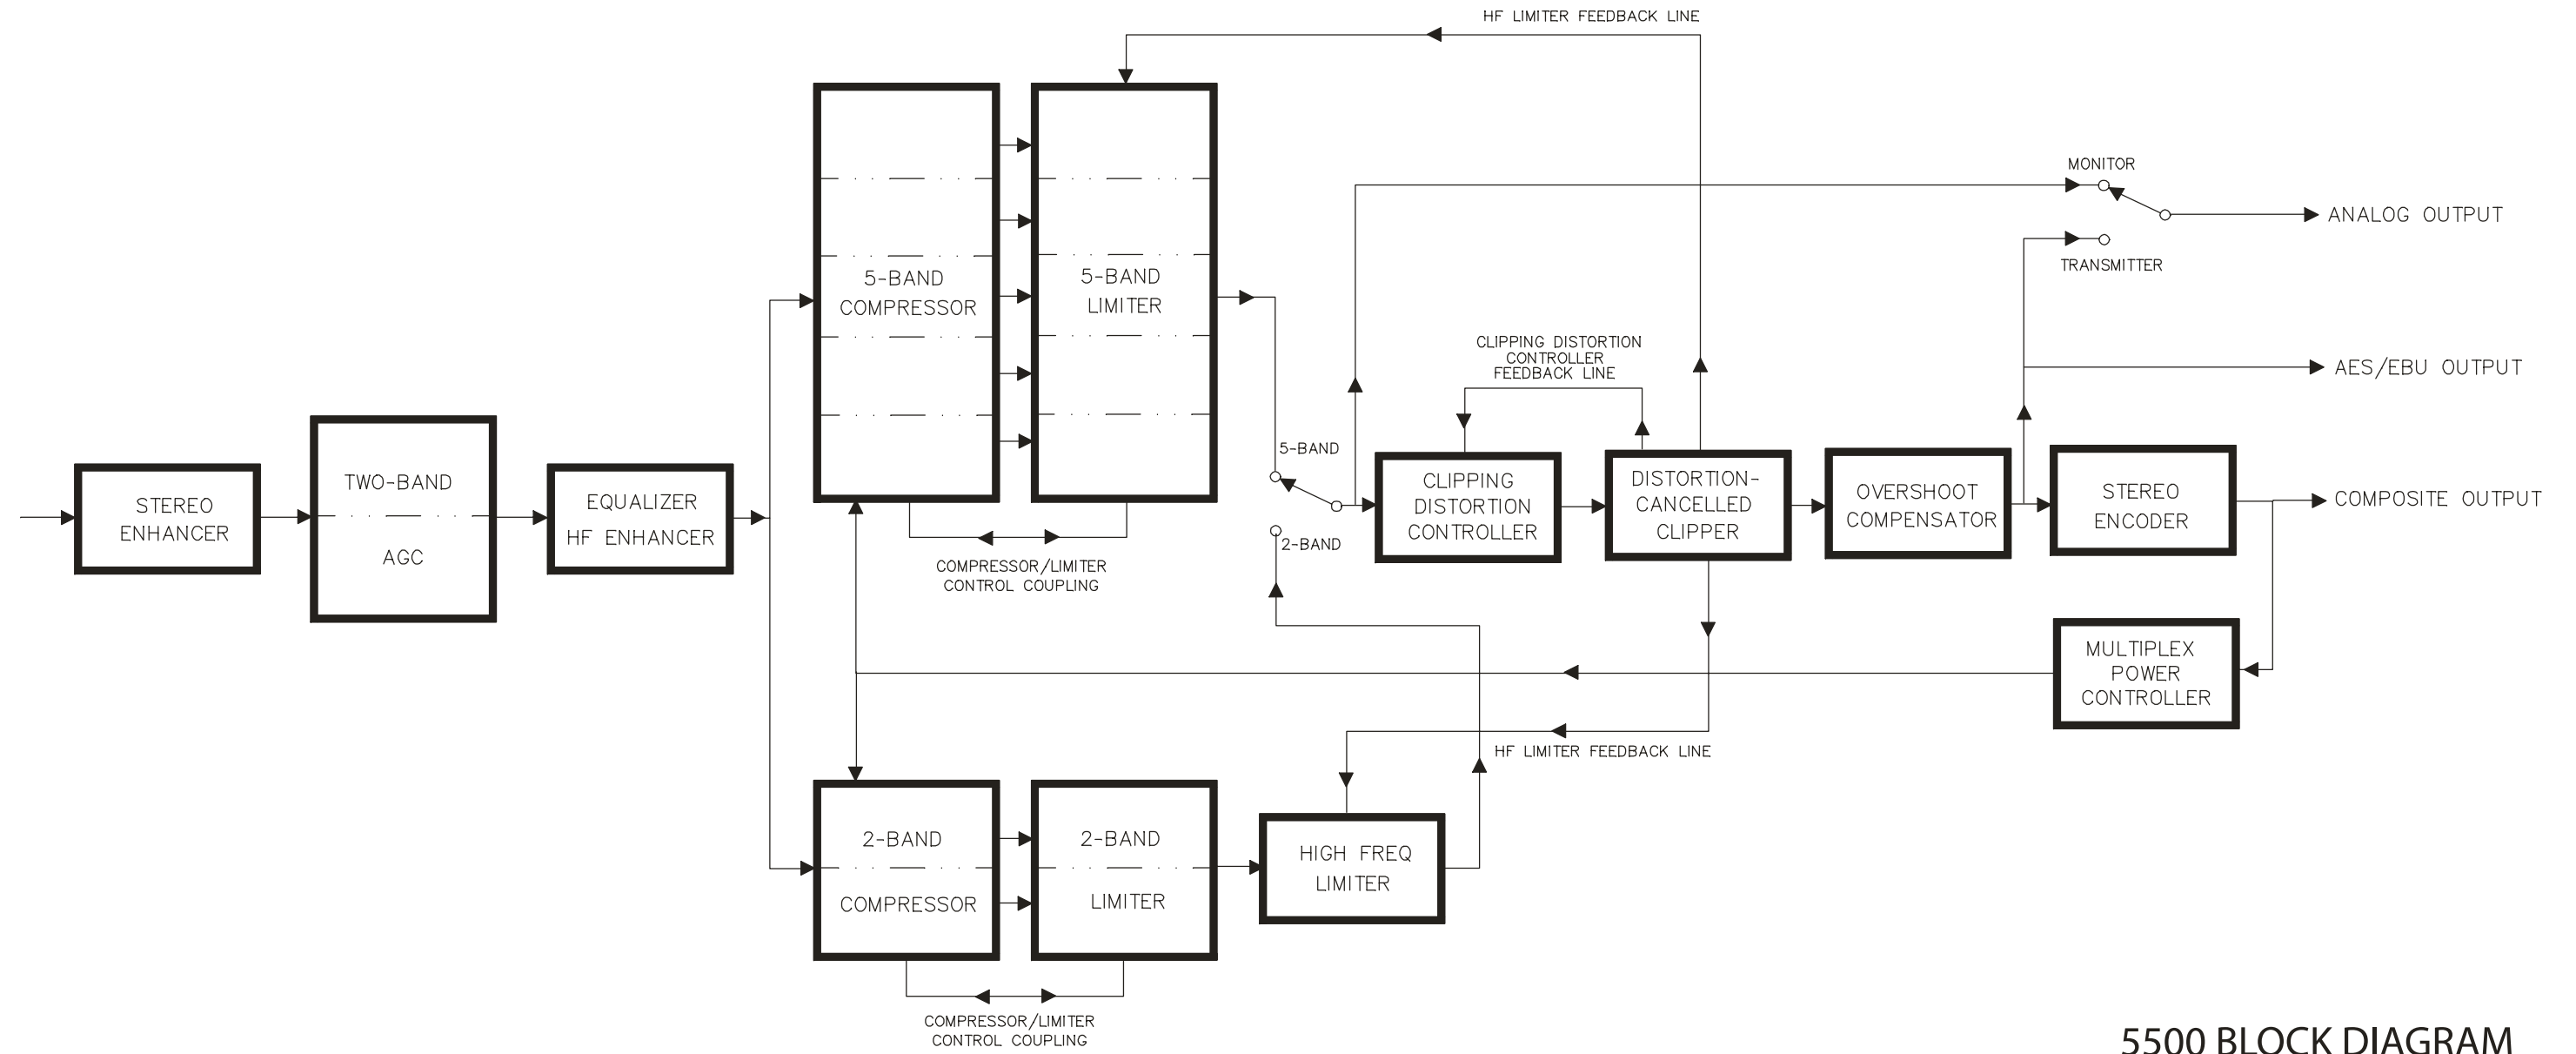 HF LIMITER FEEDBACK LINE
MONITOR
ANALOG OUTPUT
TRANSMITTER
5-BAND
COMPRESSOR
5-BAND
LIMITER
CLIPPING DISTORTION
CONTROLLER
FEEDBACK LINE
AES/EBU OUTPUT
5-BAND
2-BAND
STEREO
ENHANCER
TWO-BAND
AGC
EQUALIZER
HF ENHANCER
COMPRESSOR/LIMITER
CONTROL COUPLING
CLIPPING
DISTORTION
CONTROLLER
DISTORTION-
CANCELLED
CLIPPER
OVERSHOOT
COMPENSATOR
STEREO
ENCODER
COMPOSITE OUTPUT
MULTIPLEX
POWER
CONTROLLER
HF LIMITER FEEDBACK LINE
2-BAND
COMPRESSOR
2-BAND
LIMITER
HIGH FREQ
LIMITER
COMPRESSOR/LIMITER
CONTROL COUPLING
5500 BLOCK DIAGRAM